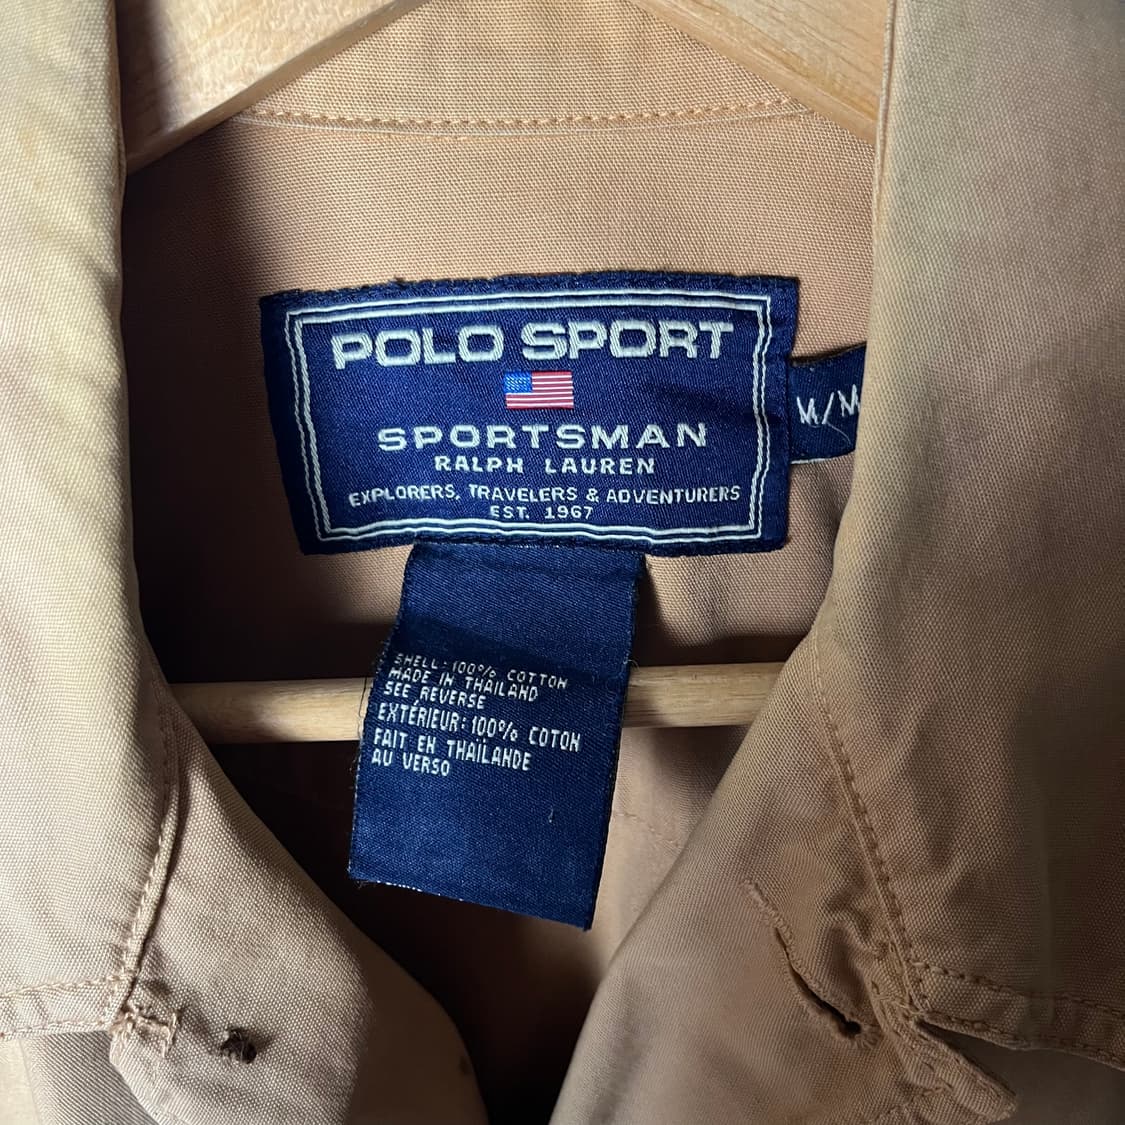 POLO SPORT
SPORTSMAN
RALPH LAUREN
EXPLORERS, TRAVELERS & ADVENTURERS
EST. 1967
M/M
SHELL: 100% COTTON
MADE IN THAILAND
SEE REVERSE
EXTÉRIEUR: 100% COTON
FAIT EN THAÏLANDE
AU VERSO